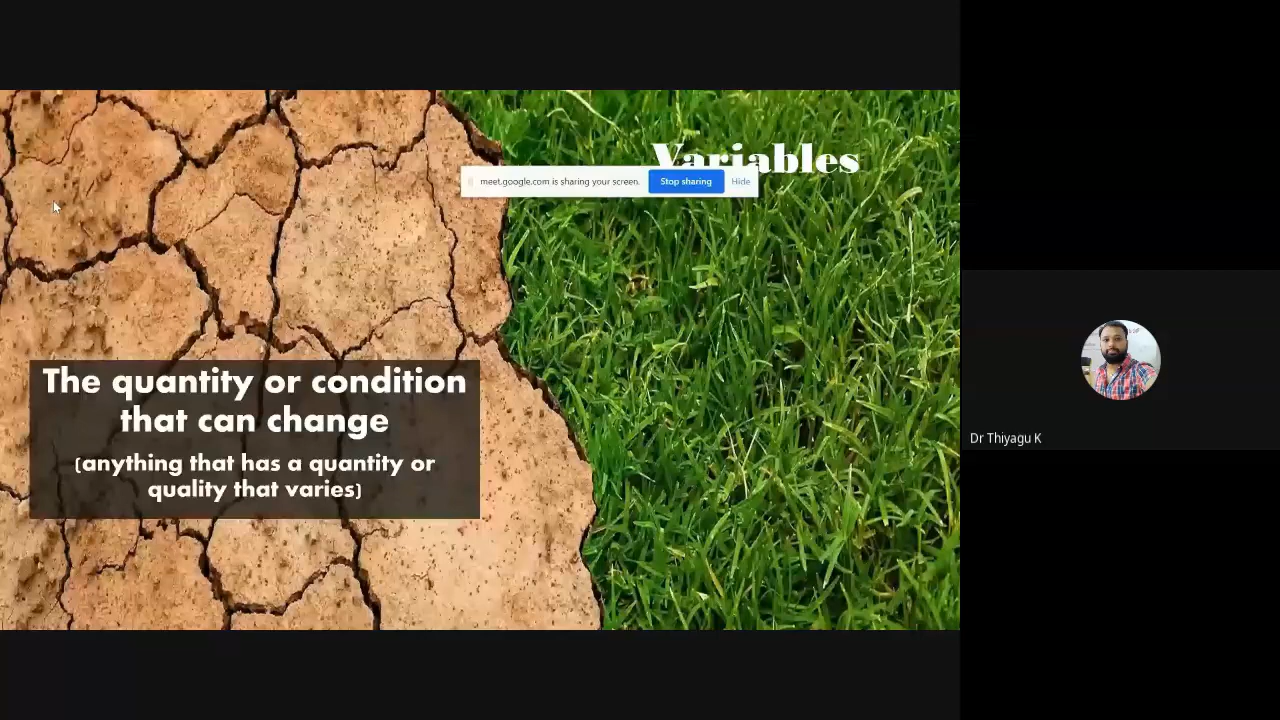 Variables
meet.google.com is sharing your screen. Stop sharing Hide
The quantity or condition
that can change
(anything that has a quantity or
quality that varies)
Dr Thiyagu K